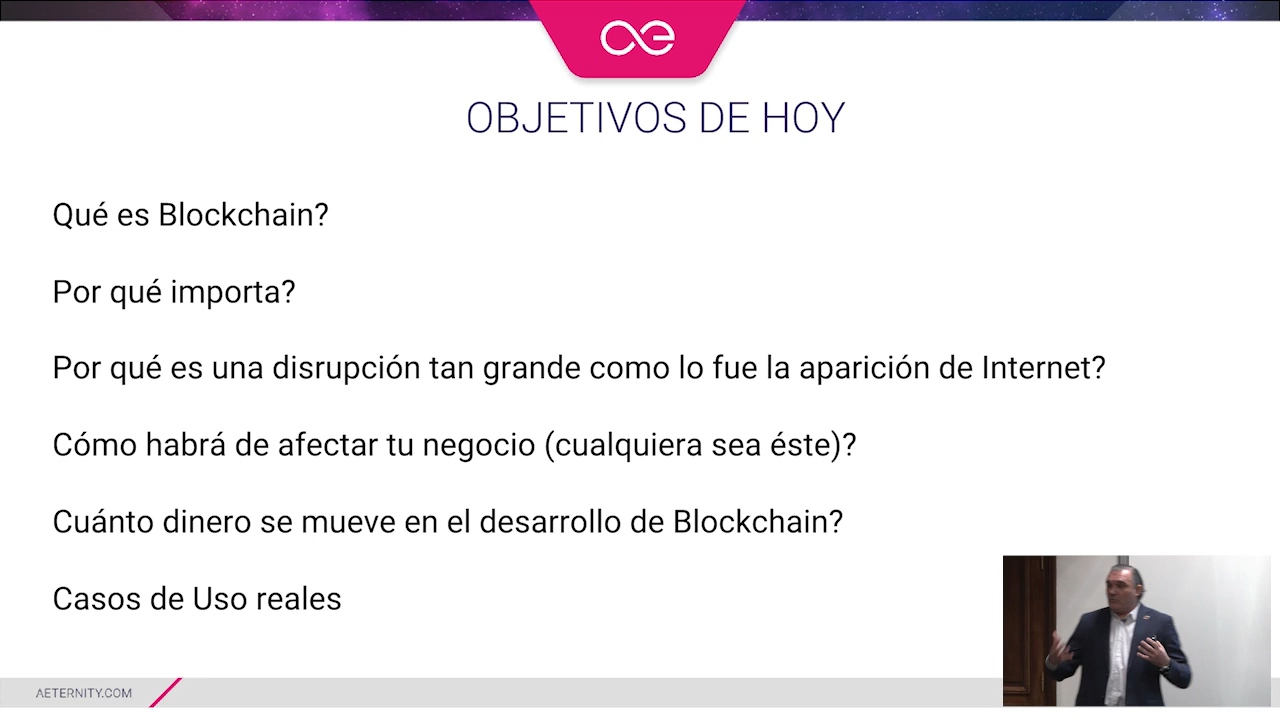 OBJETIVOS DE HOY
Qué es Blockchain?
Por qué importa?
Por qué es una disrupción tan grande como lo fue la aparición de Internet?
Cómo habrá de afectar tu negocio (cualquiera sea éste)?
Cuánto dinero se mueve en el desarrollo de Blockchain?
Casos de Uso reales
AETERNITY.COM